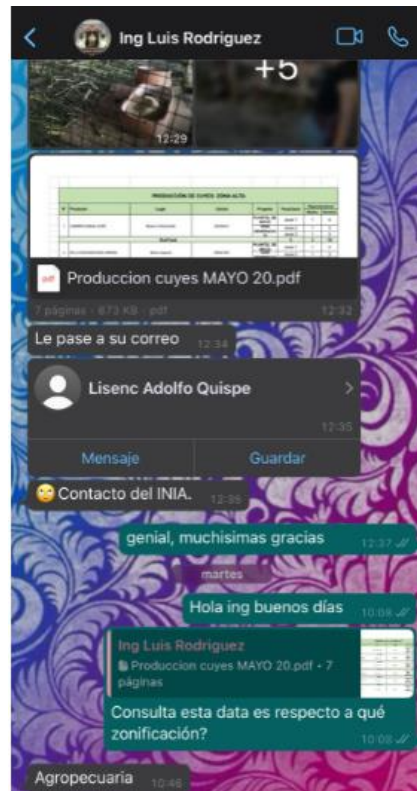 Ing Luis Rodriguez
+5
12:29
PRODUCCIÓN DE CUYES ZONA ALTA
pdf
Produccion cuyes MAYO 20.pdf
7 páginas · 673 KB · pdf
12:32
Le pase a su correo
12:34
Lisenc Adolfo Quispe
12:35
Mensaje
Guardar
Contacto del INIA.
12:35
genial, muchisimas gracias
12:37
martes
Hola ing buenos días
10:08
Ing Luis Rodriguez
Produccion cuyes MAYO 20.pdf • 7
páginas
Consulta esta data es respecto a qué
zonificación?
10:08
Agropecuaria
10:46